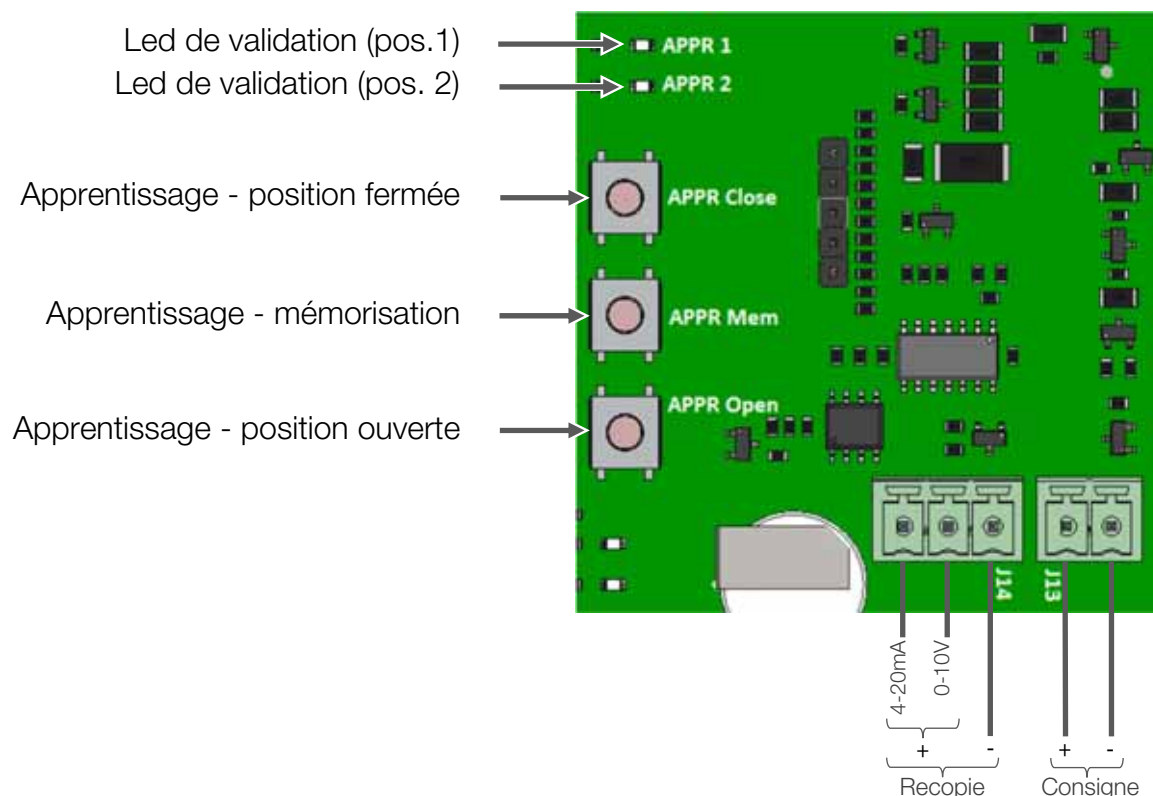 Led de validation (pos.1)
APPR 1
Led de validation (pos. 2)
APPR 2
Apprentissage - position fermée
APPR Close
Apprentissage - mémorisation
APPR Mem
Apprentissage - position ouverte
APPR Open
J14
J13
4-20mA
0-10V
+
-
+
-
Recopie
Consigne